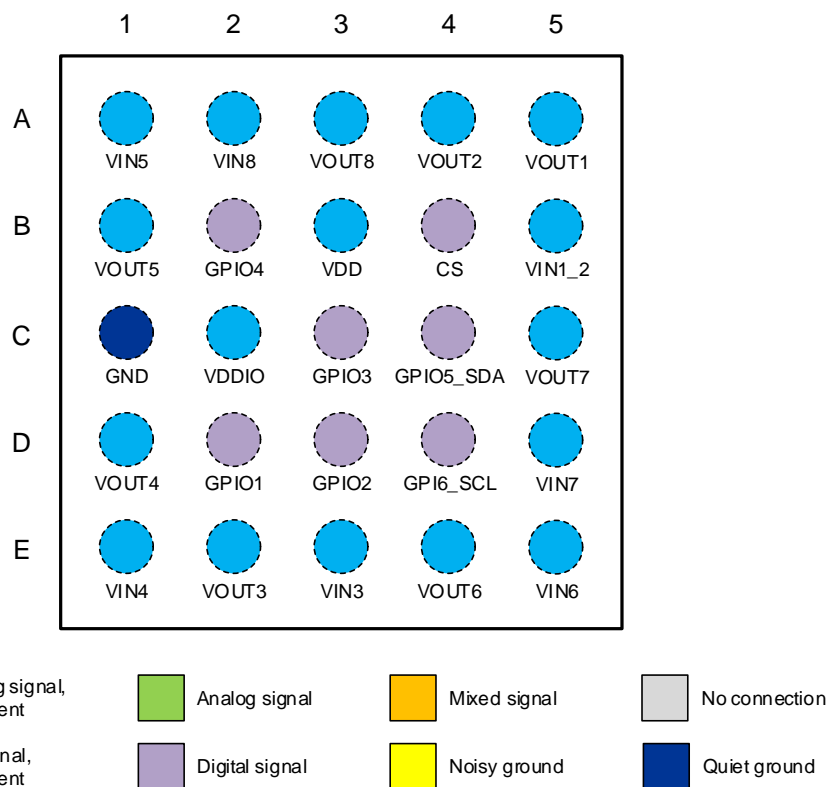 1 2 3 4 5
A
VIN5 VIN8 VOUT8 VOUT2 VOUT1
B
VOUT5 GPIO4 VDD CS VIN1_2
C
GND VDDIO GPIO3 GPIO5_SDA VOUT7
D
VOUT4 GPIO1 GPIO2 GPI6_SCL VIN7
E
VIN4 VOUT3 VIN3 VOUT6 VIN6
signal,
Analog signal Mixed signal No connection
Digital signal Noisy ground Quiet ground